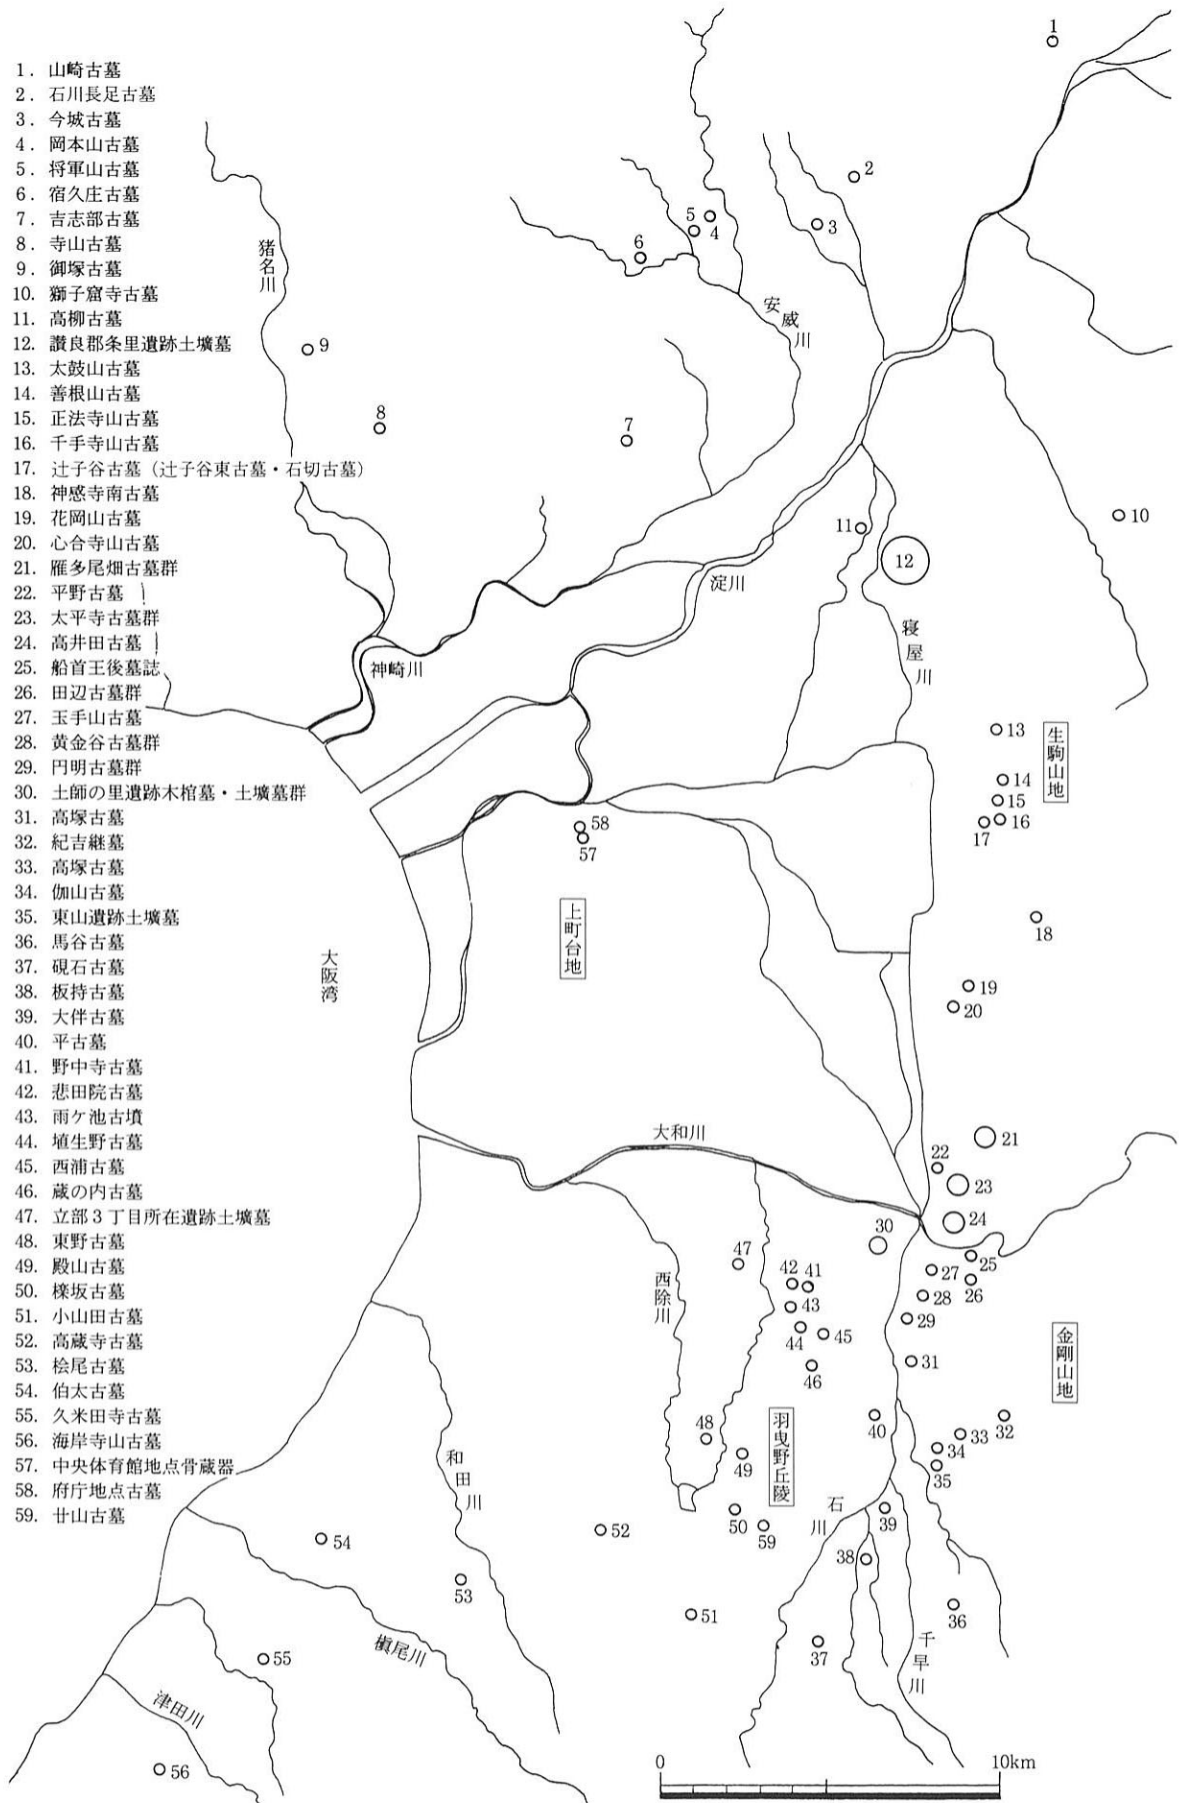 1. 山崎古墓
2. 石川長足古墓
3. 今城古墓
4. 岡本山古墓
5. 将軍山古墓
6. 宿久庄古墓
7. 吉志部古墓
8. 寺山古墓
9. 御塚古墓
10. 獅子窟寺古墓
11. 高柳古墓
12. 讃良郡条里遺跡土壙墓
13. 太鼓山古墓
14. 善根山古墓
15. 正法寺山古墓
16. 千手寺山古墓
17. 辻子谷古墓（辻子谷東古墓・石切古墓）
18. 神感寺南古墓
19. 花岡山古墓
20. 心合寺山古墓
21. 雁多尾畑古墓群
22. 平野古墓
23. 太平寺古墓群
24. 高井田古墓
25. 船首王後墓誌
26. 田辺古墓群
27. 玉手山古墓
28. 黄金谷古墓群
29. 円明古墓群
30. 土師の里遺跡木棺墓・土壙墓群
31. 高塚古墓
32. 紀吉継墓
33. 高塚古墓
34. 伽山古墓
35. 東山遺跡土壙墓
36. 馬谷古墓
37. 硯石古墓
38. 板持古墓
39. 大伴古墓
40. 平古墓
41. 野中寺古墓
42. 悲田院古墓
43. 雨ケ池古墳
44. 埴生野古墓
45. 西浦古墓
46. 蔵の内古墓
47. 立部3丁目所在遺跡土壙墓
48. 東野古墓
49. 殿山古墓
50. 檪坂古墓
51. 小山田古墓
52. 高蔵寺古墓
53. 桧尾古墓
54. 伯太古墓
55. 久米田寺古墓
56. 海岸寺山古墓
57. 中央体育館地点骨蔵器
58. 府庁地点古墓
59. 廿山古墓
1
2
3
5
4
6
猪名川
安威川
9
8
7
10
11
12
淀川
寝屋川
神崎川
13
生駒山地
14
15
16
17
58
57
上町台地
18
大阪湾
19
20
大和川
21
22
23
24
30
25
47
27
26
42
41
西除川
28
43
29
44
45
金剛山地
31
46
48
40
32
羽曳野丘陵
33
34
49
35
和田川
石川
50
39
59
52
54
38
53
36
51
千早川
37
槇尾川
55
津田川
56
0
10km